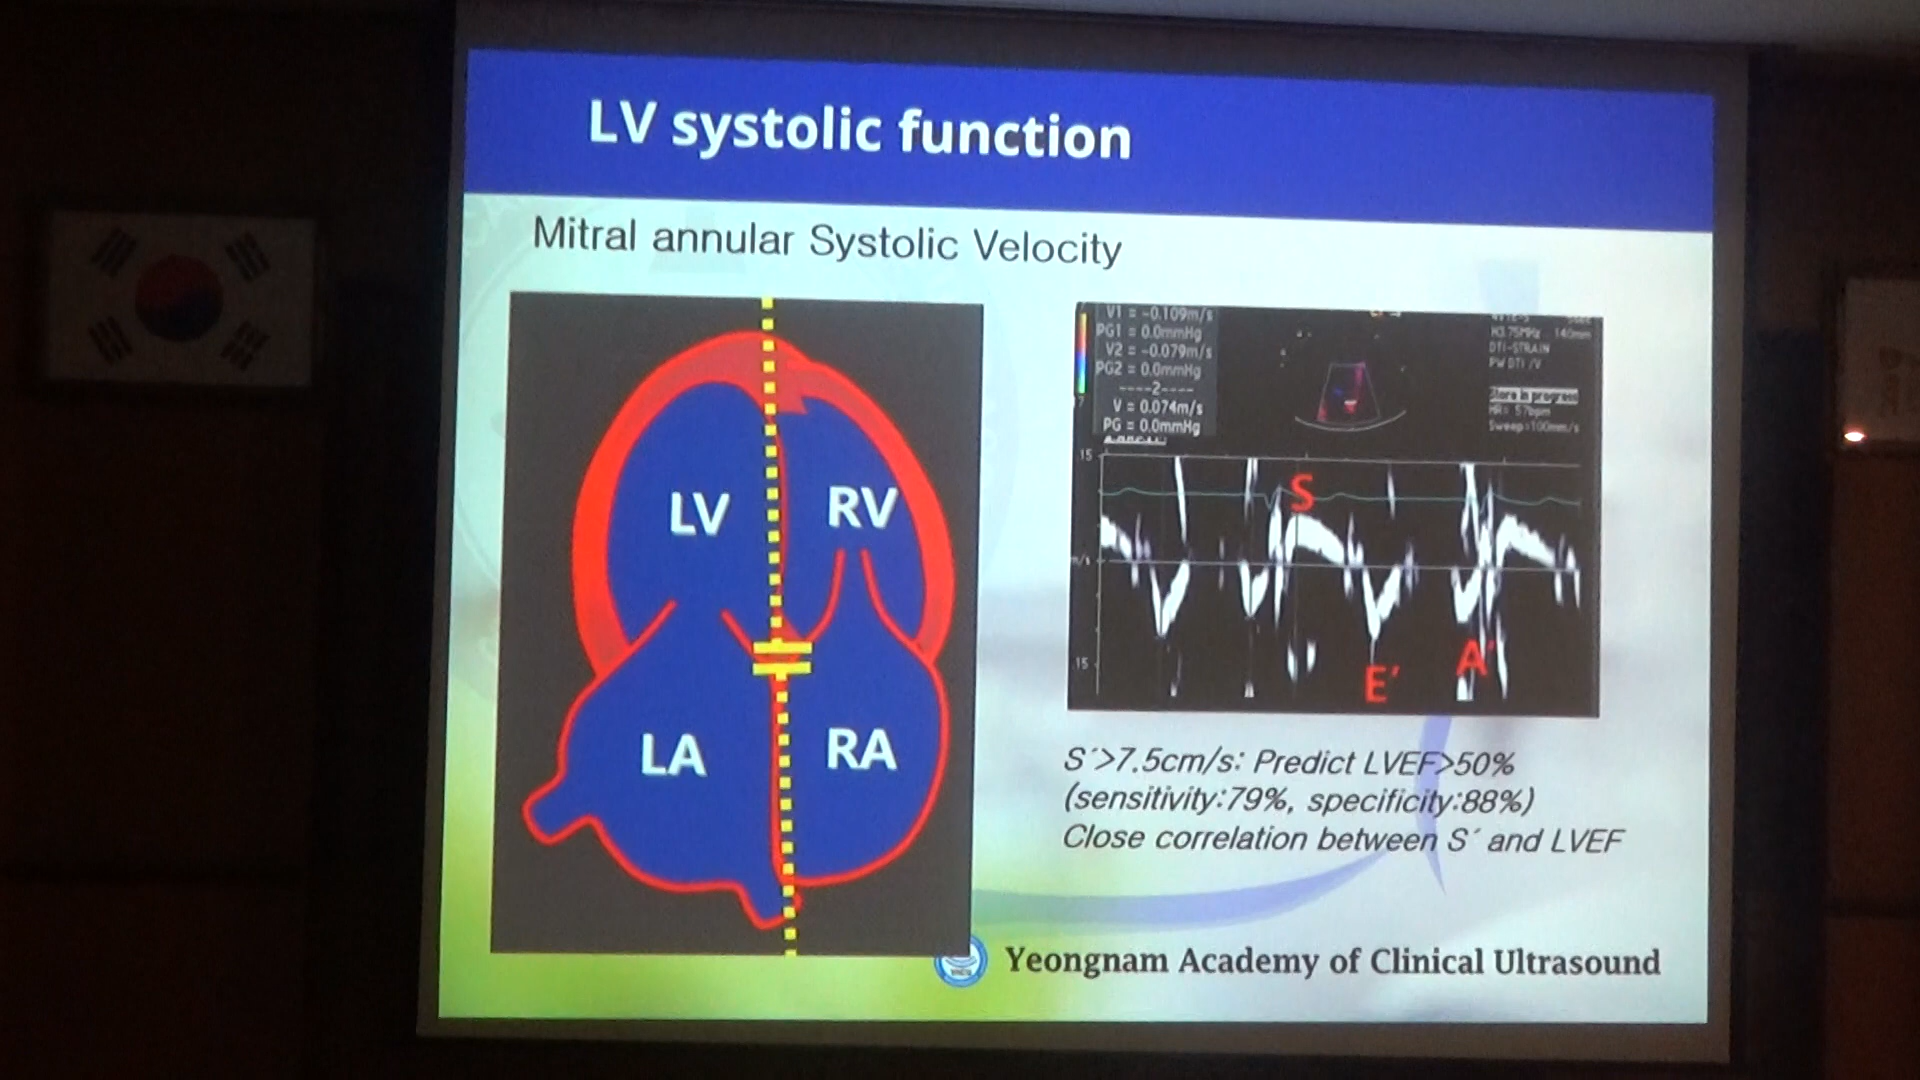 LV systolic function
Mitral annular Systolic Velocity
LV
RV
LA
RA
V1 = -0.109m/s
PG1 = 0.0mmHg
V2 = -0.079m/s
PG2 = 0.0mmHg
----2----
V = 0.074m/s
PG = 0.0mmHg
H3.75MHz 140mm
DTI-STRAIN
PW DTI /V
Store in progress
HR= 57bpm
Sweep=100mm/s
15
S
m/s
15
E´
A´
S´>7.5cm/s: Predict LVEF>50%
(sensitivity:79%, specificity:88%)
Close correlation between S´ and LVEF
Yeongnam Academy of Clinical Ultrasound